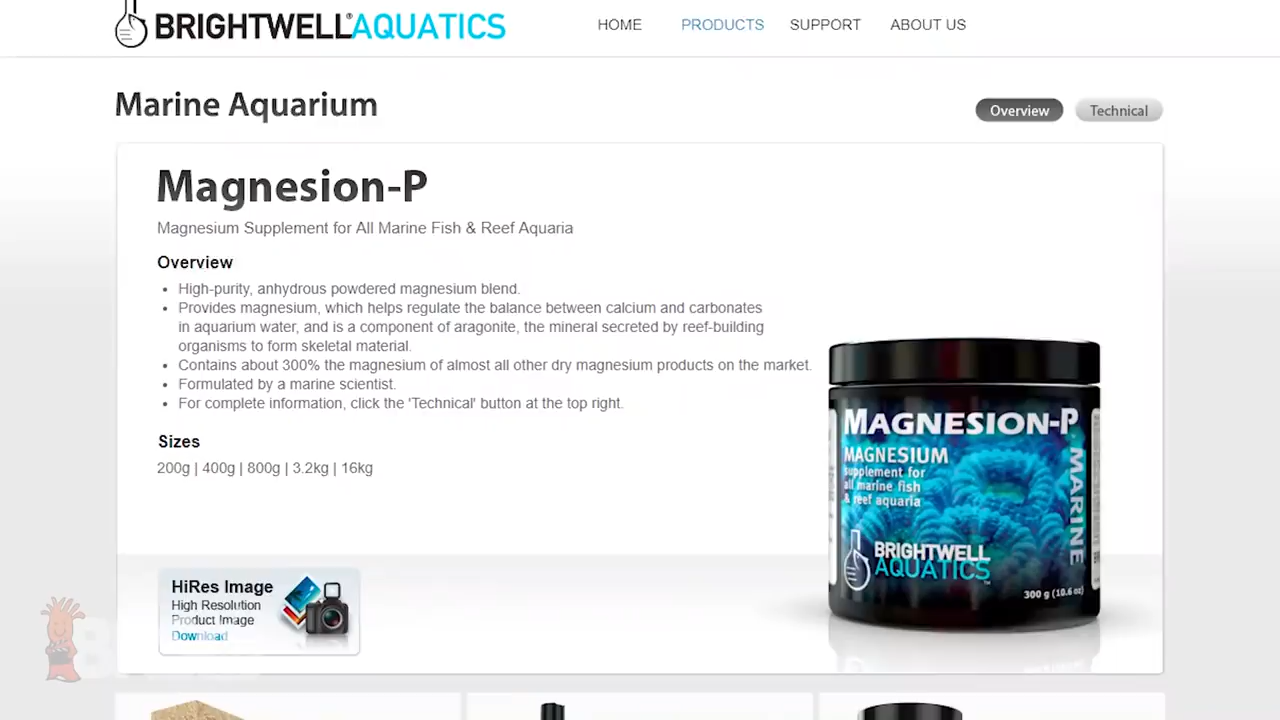 BRIGHTWELL® AQUATICS
HOME PRODUCTS SUPPORT ABOUT US
Marine Aquarium
Overview Technical
Magnesion-P
Magnesium Supplement for All Marine Fish & Reef Aquaria
Overview
• High-purity, anhydrous powdered magnesium blend.
• Provides magnesium, which helps regulate the balance between calcium and carbonates
in aquarium water, and is a component of aragonite, the mineral secreted by reef-building
organisms to form skeletal material.
• Contains about 300% the magnesium of almost all other dry magnesium products on the market.
• Formulated by a marine scientist.
• For complete information, click the 'Technical' button at the top right.
Sizes
200g | 400g | 800g | 3.2kg | 16kg
MAGNESION-P
MAGNESIUM
supplement for
all marine fish
& reef aquaria
MARINE
BRIGHTWELL
AQUATICS™
300 g (10.6 oz)
HiRes Image
High Resolution
Product Image
Download